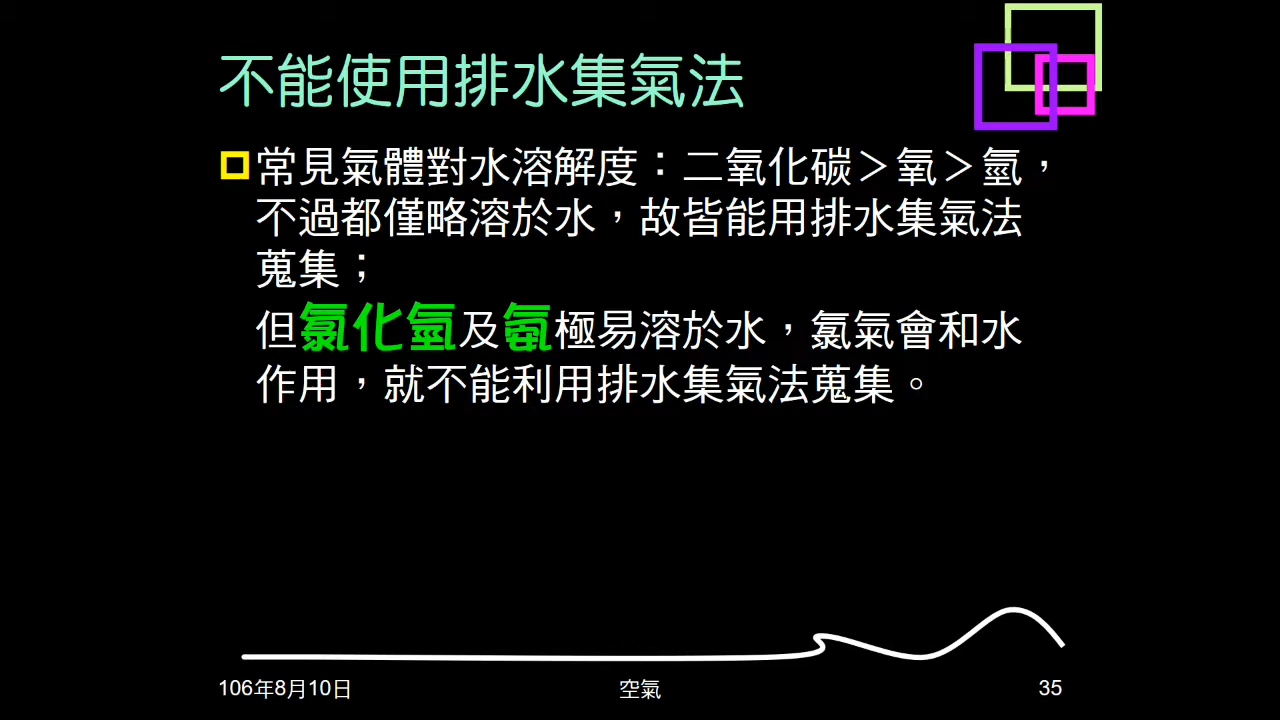 不能使用排水集氣法
常見氣體對水溶解度：二氧化碳＞氧＞氫，
不過都僅略溶於水，故皆能用排水集氣法
蒐集；
但氯化氫及氨極易溶於水，氯氣會和水
作用，就不能利用排水集氣法蒐集。
106年8月10日
空氣
35